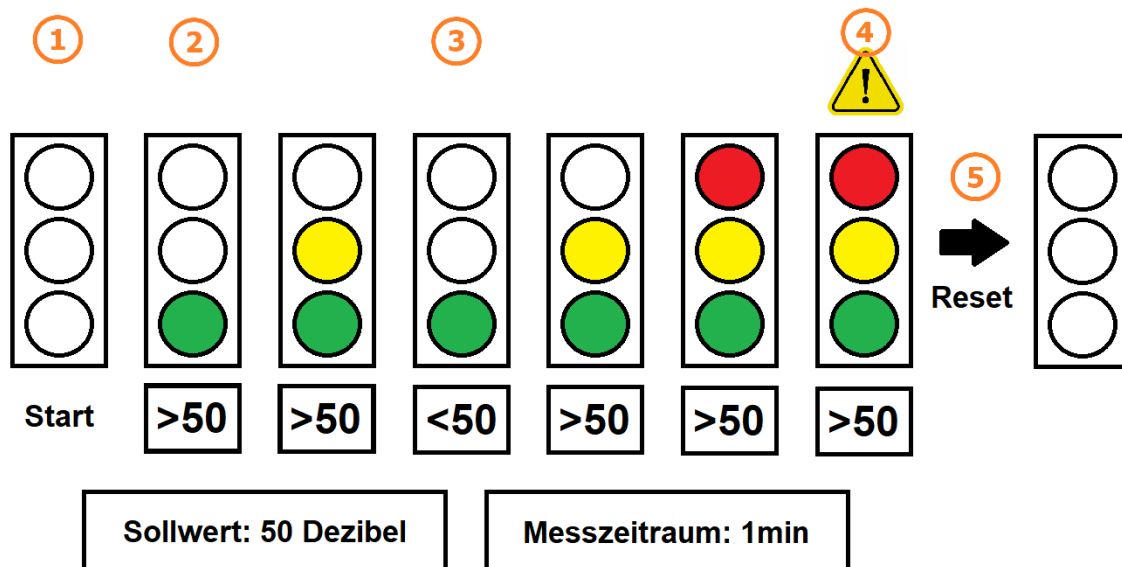 1 2 3 4
!
5
Reset
Start >50 >50 <50 >50 >50 >50
Sollwert: 50 Dezibel Messzeitraum: 1min